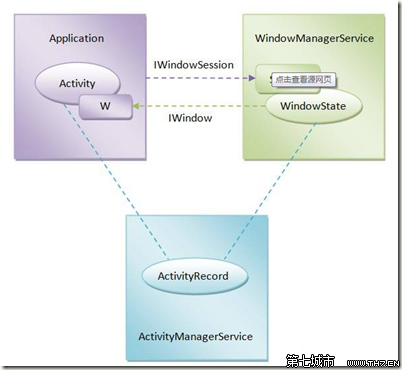 Application
WindowManagerService
IWindowSession
Activity
S
点击查看源网页
W
WindowState
IWindow
ActivityRecord
ActivityManagerService
第七城市 www.TH7.CN